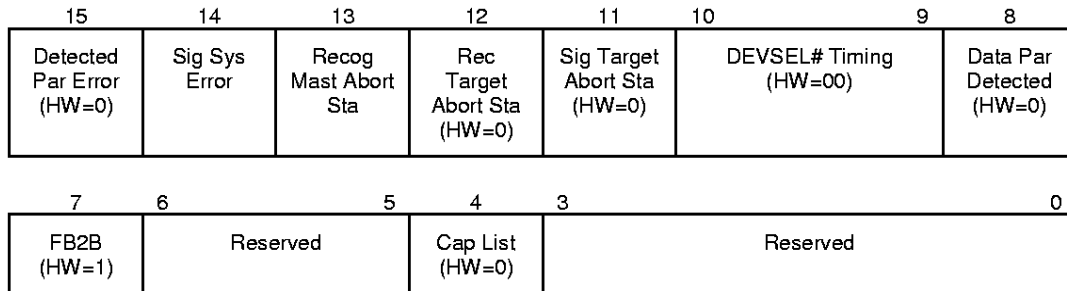 15 14 13 12 11 10 9 8
Detected Sig Sys Recog Rec Sig Target DEVSEL# Timing Data Par
Par Error Error Mast Abort Target Abort Sta (HW=00) Detected
(HW=0) Sta Abort Sta (HW=0) (HW=0)
(HW=0)
7 6 5 4 3 0
FB2B Reserved Cap List Reserved
(HW=1) (HW=0)